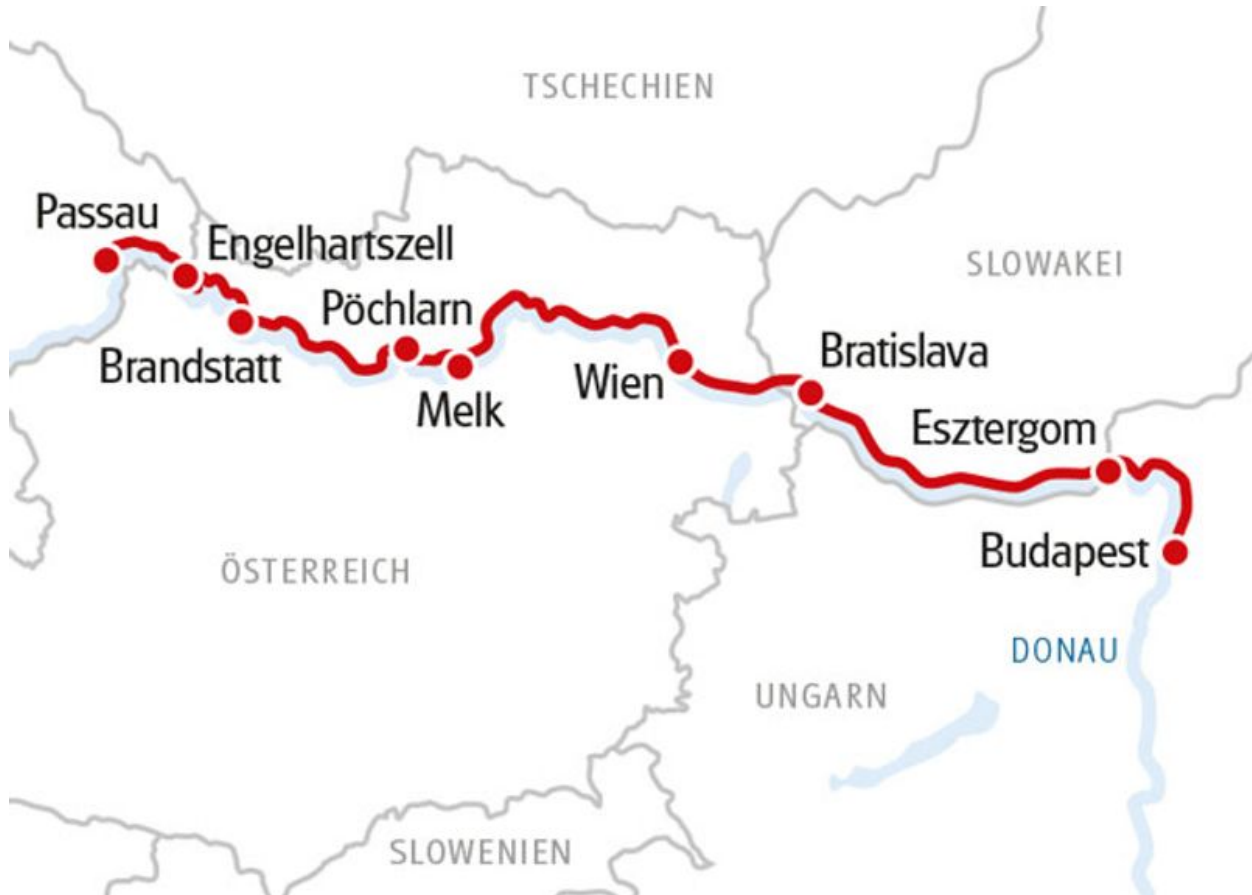 TSCHECHIEN
Passau
Engelhartszell
SLOWAKEI
Pöchlarn
Brandstatt
Bratislava
Wien
Melk
Esztergom
Budapest
ÖSTERREICH
DONAU
UNGARN
SLOWENIEN